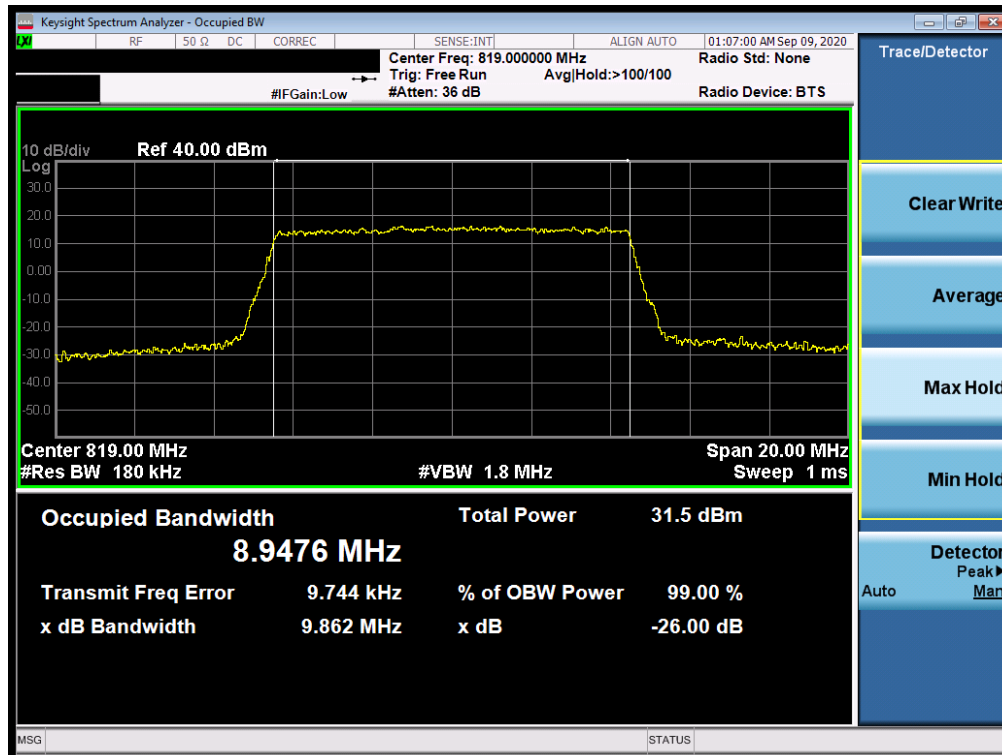 Keysight Spectrum Analyzer - Occupied BW
LXI RF 50 Ω DC CORREC SENSE:INT ALIGN AUTO 01:07:00 AM Sep 09, 2020
Center Freq: 819.000000 MHz Radio Std: None
Trig: Free Run Avg|Hold:>100/100
#IFGain:Low #Atten: 36 dB Radio Device: BTS
10 dB/div Ref 40.00 dBm
Log
30.0
20.0
10.0
0.00
-10.0
-20.0
-30.0
-40.0
-50.0
Center 819.00 MHz Span 20.00 MHz
#Res BW 180 kHz #VBW 1.8 MHz Sweep 1 ms
Occupied Bandwidth Total Power 31.5 dBm
8.9476 MHz
Transmit Freq Error 9.744 kHz % of OBW Power 99.00 %
x dB Bandwidth 9.862 MHz x dB -26.00 dB
MSG STATUS
Trace/Detector
Clear Write
Average
Max Hold
Min Hold
Detector
Peak▶
Auto Man